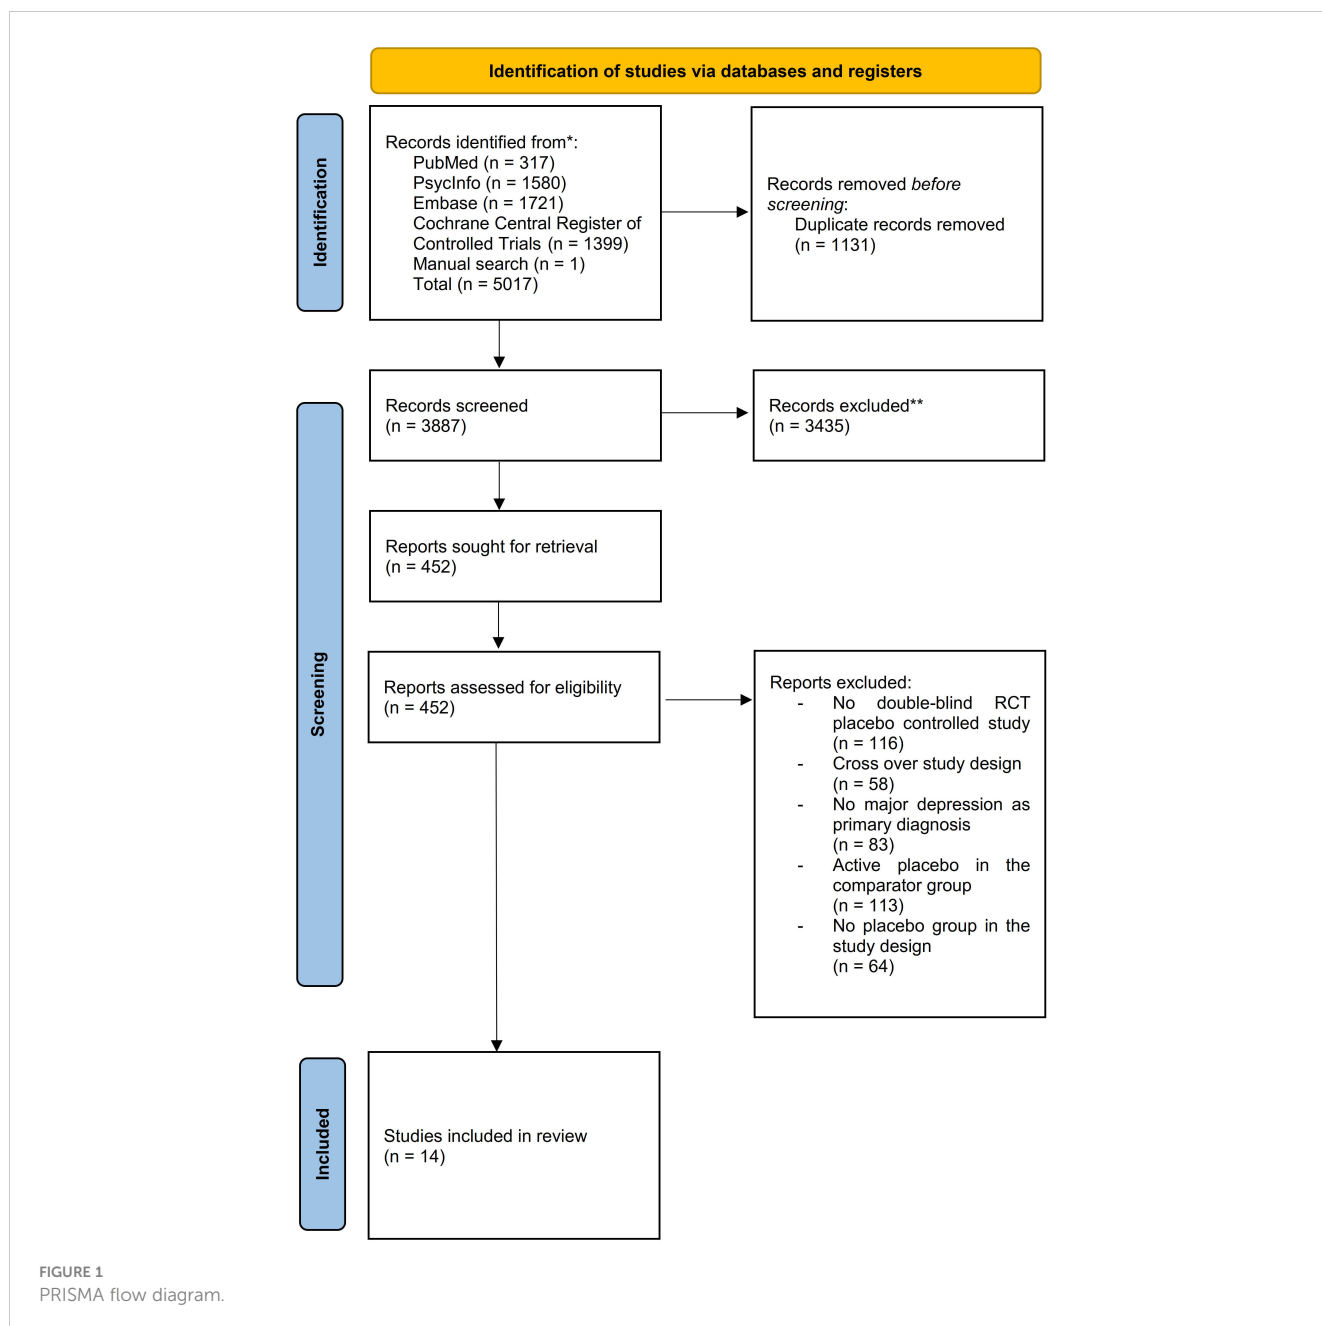 Identification of studies via databases and registers
Identification
Records identified from*:
PubMed (n = 317)
PsycInfo (n = 1580)
Embase (n = 1721)
Cochrane Central Register of
Controlled Trials (n = 1399)
Manual search (n = 1)
Total (n = 5017)
Records removed before
screening:
Duplicate records removed
(n = 1131)
Screening
Records screened
(n = 3887)
Records excluded**
(n = 3435)
Reports sought for retrieval
(n = 452)
Reports assessed for eligibility
(n = 452)
Reports excluded:
- No double-blind RCT
placebo controlled study
(n = 116)
- Cross over study design
(n = 58)
- No major depression as
primary diagnosis
(n = 83)
- Active placebo in the
comparator group
(n = 113)
- No placebo group in the
study design
(n = 64)
Included
Studies included in review
(n = 14)
FIGURE 1
PRISMA flow diagram.